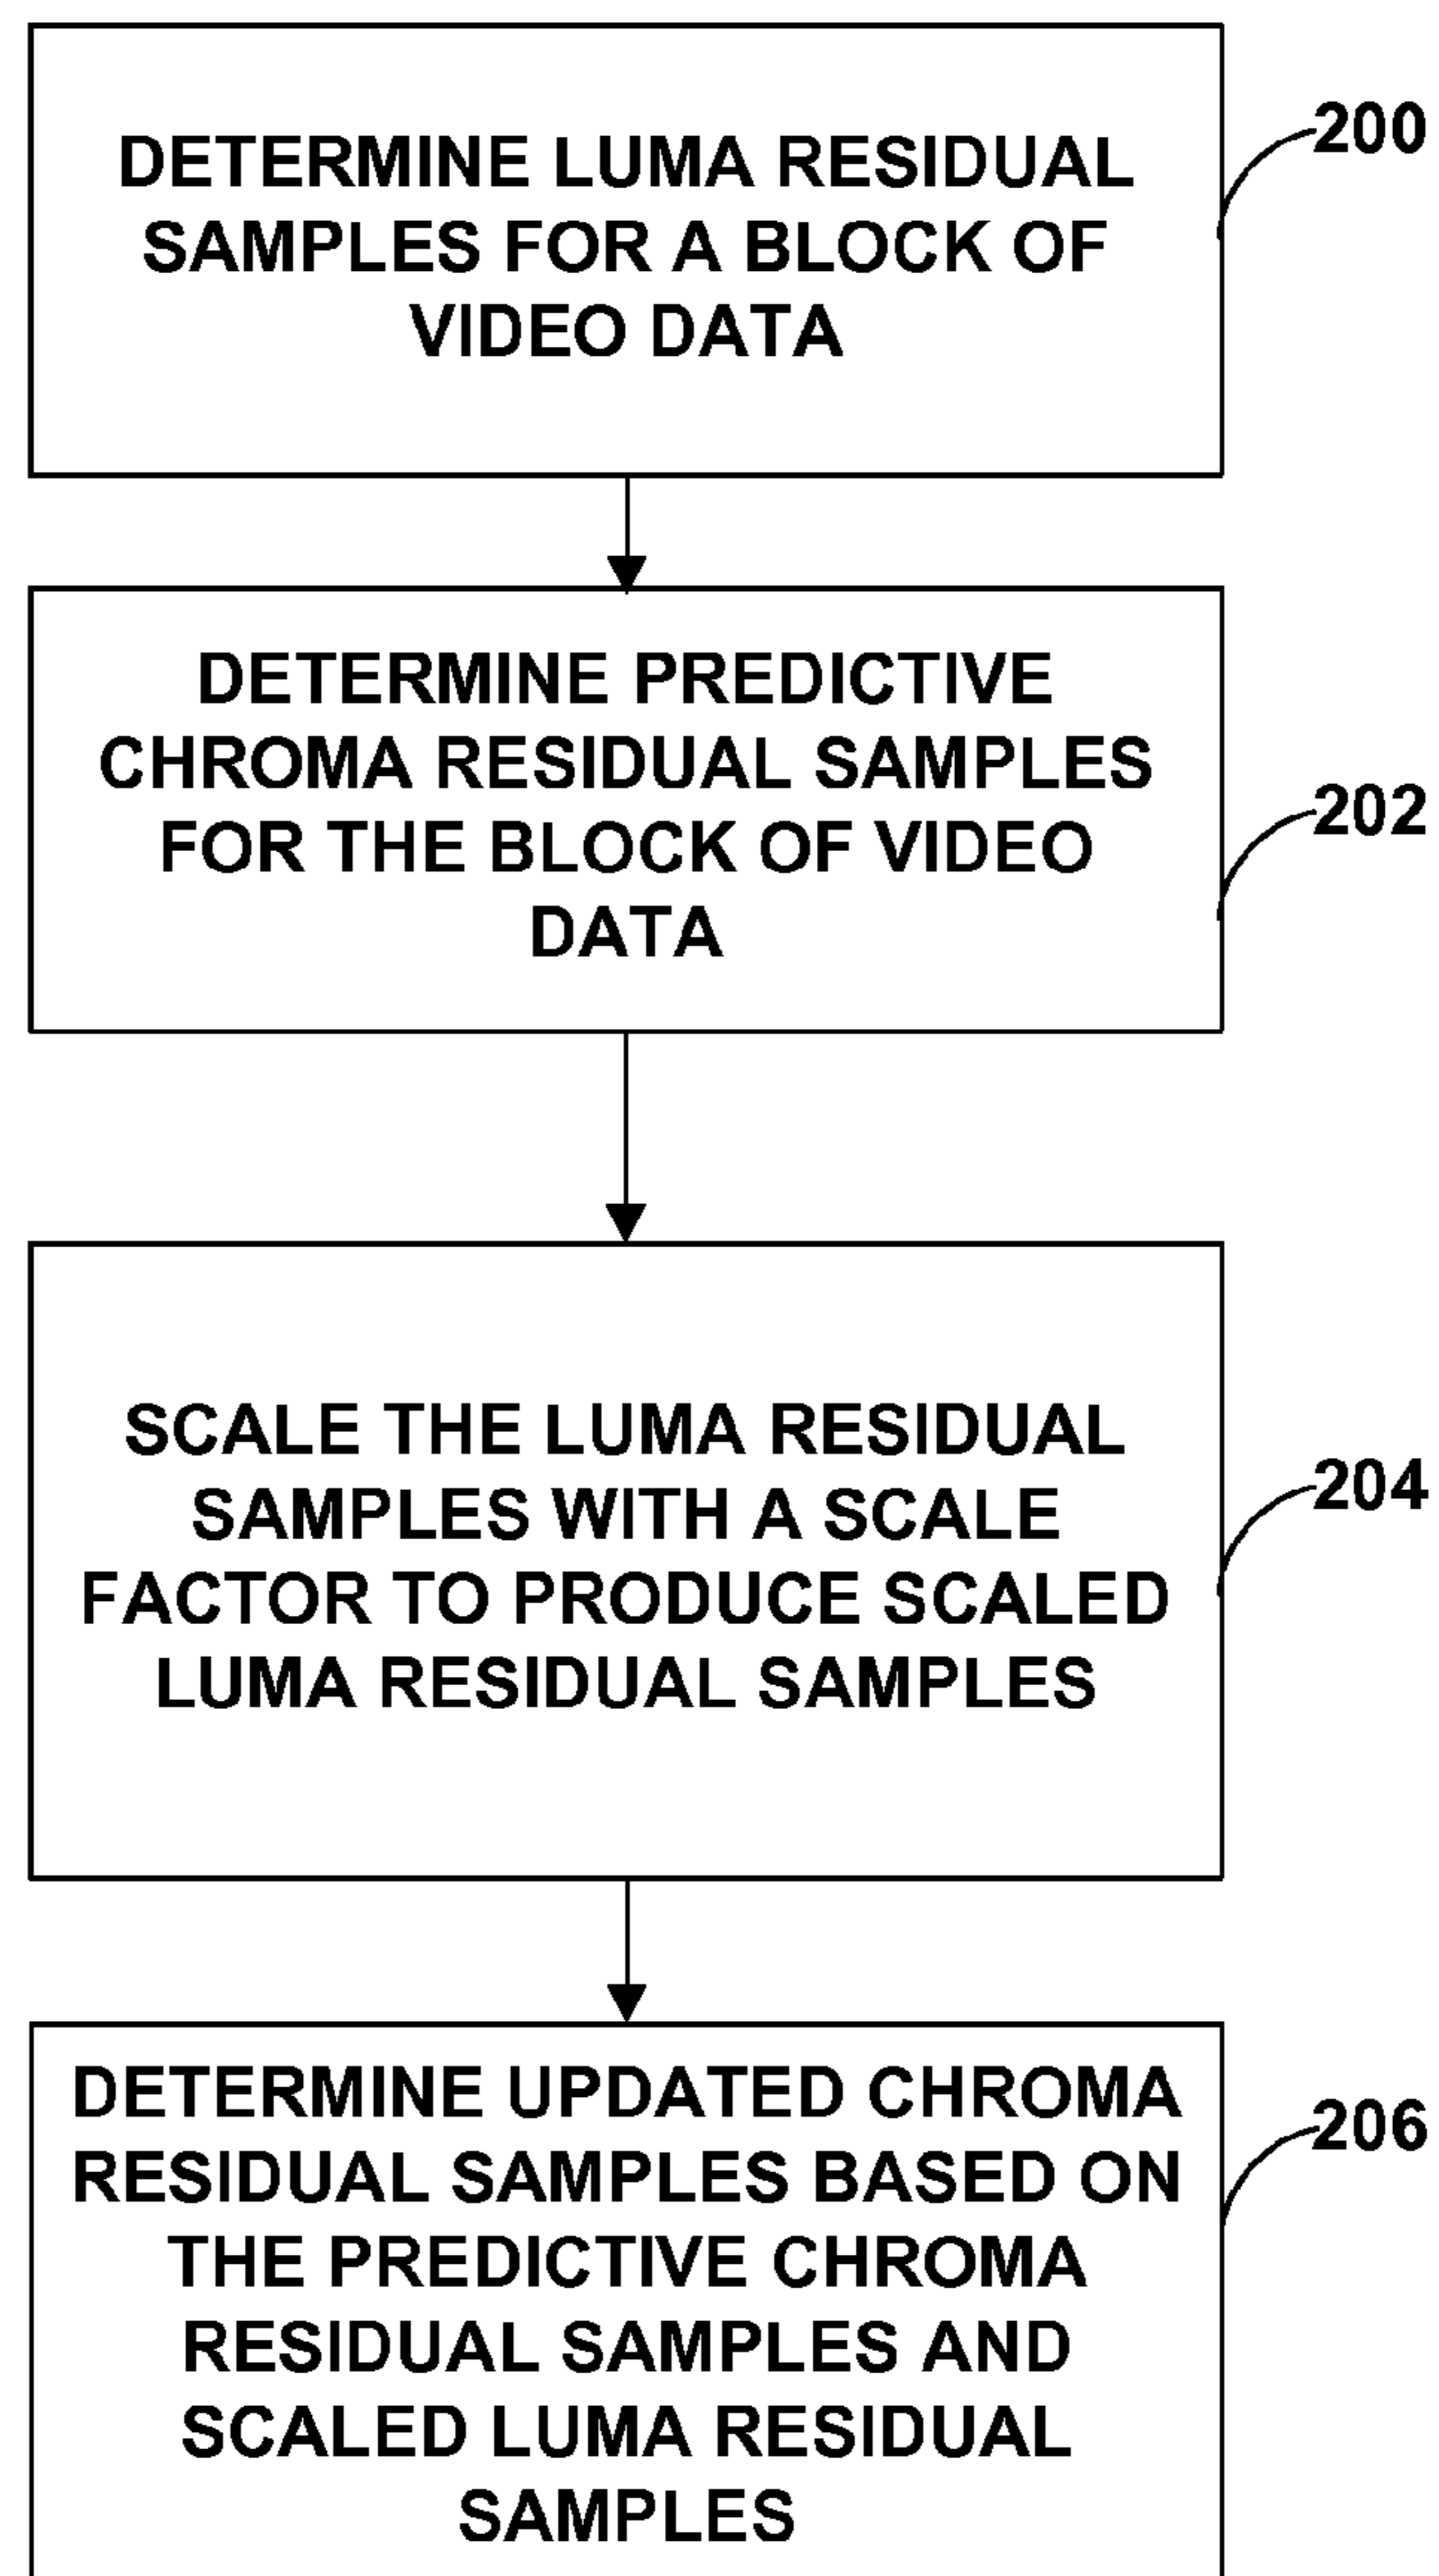 DETERMINE LUMA RESIDUAL
SAMPLES FOR A BLOCK OF
VIDEO DATA
200
DETERMINE PREDICTIVE
CHROMA RESIDUAL SAMPLES
FOR THE BLOCK OF VIDEO
DATA
202
SCALE THE LUMA RESIDUAL
SAMPLES WITH A SCALE
FACTOR TO PRODUCE SCALED
LUMA RESIDUAL SAMPLES
204
DETERMINE UPDATED CHROMA
RESIDUAL SAMPLES BASED ON
THE PREDICTIVE CHROMA
RESIDUAL SAMPLES AND
SCALED LUMA RESIDUAL
SAMPLES
206